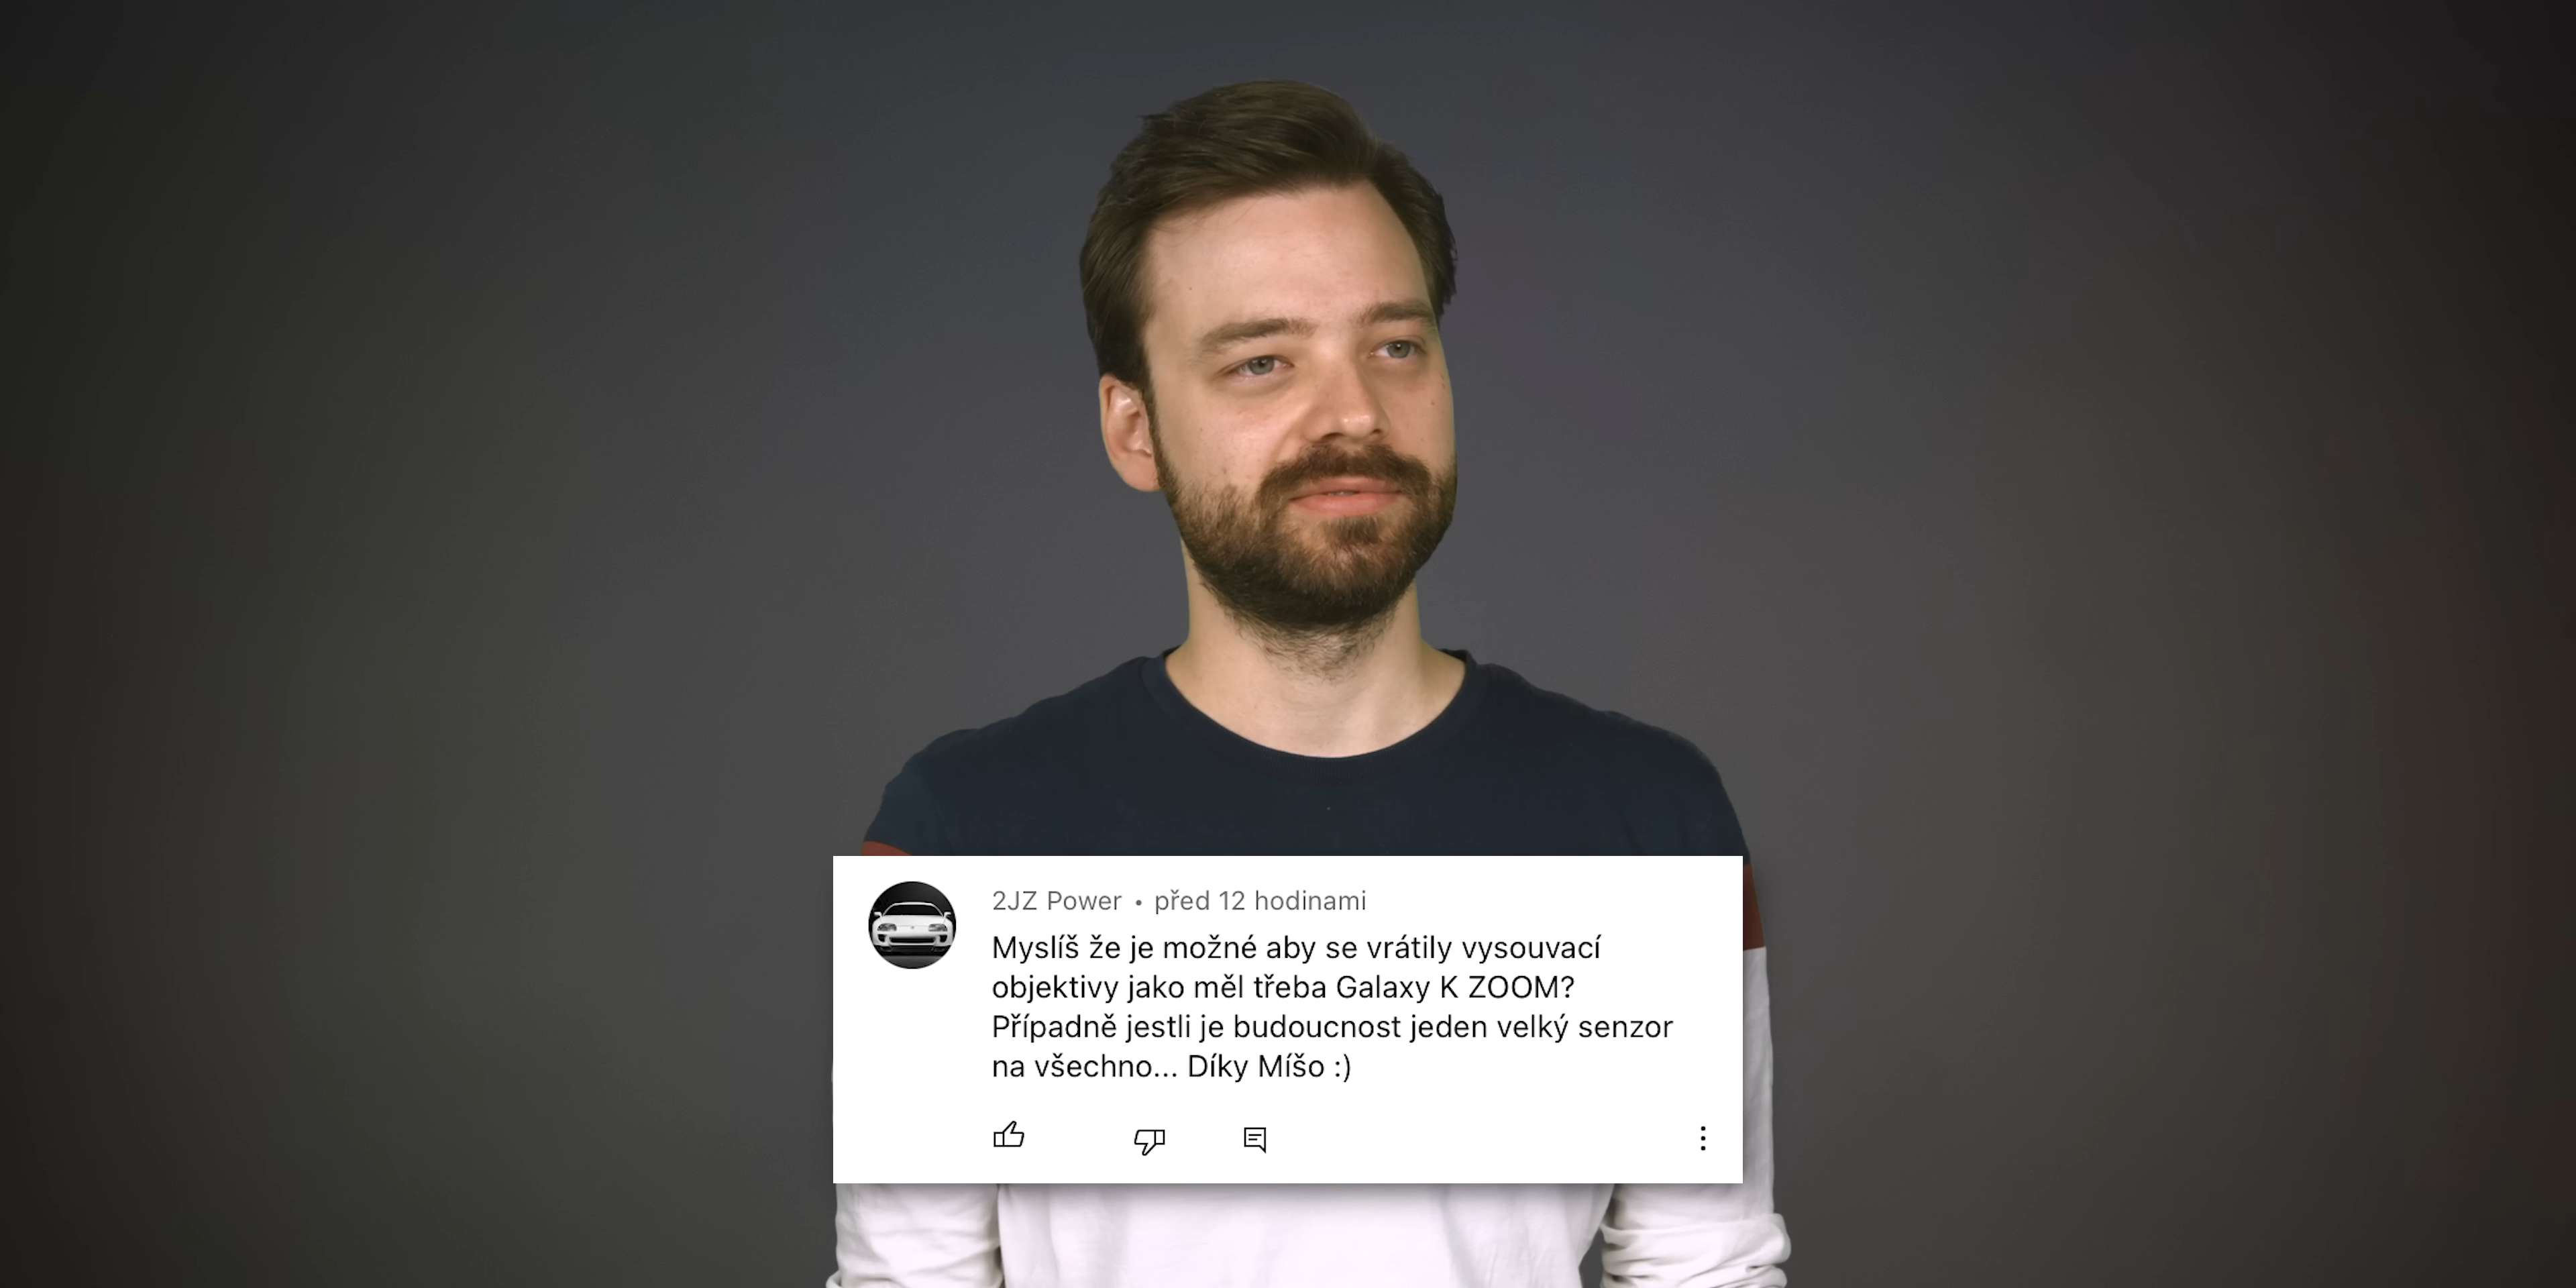 2JZ Power • před 12 hodinami
Myslíš že je možné aby se vrátily vysouvací
objektivy jako měl třeba Galaxy K ZOOM?
Případně jestli je budoucnost jeden velký senzor
na všechno... Díky Míšo :)